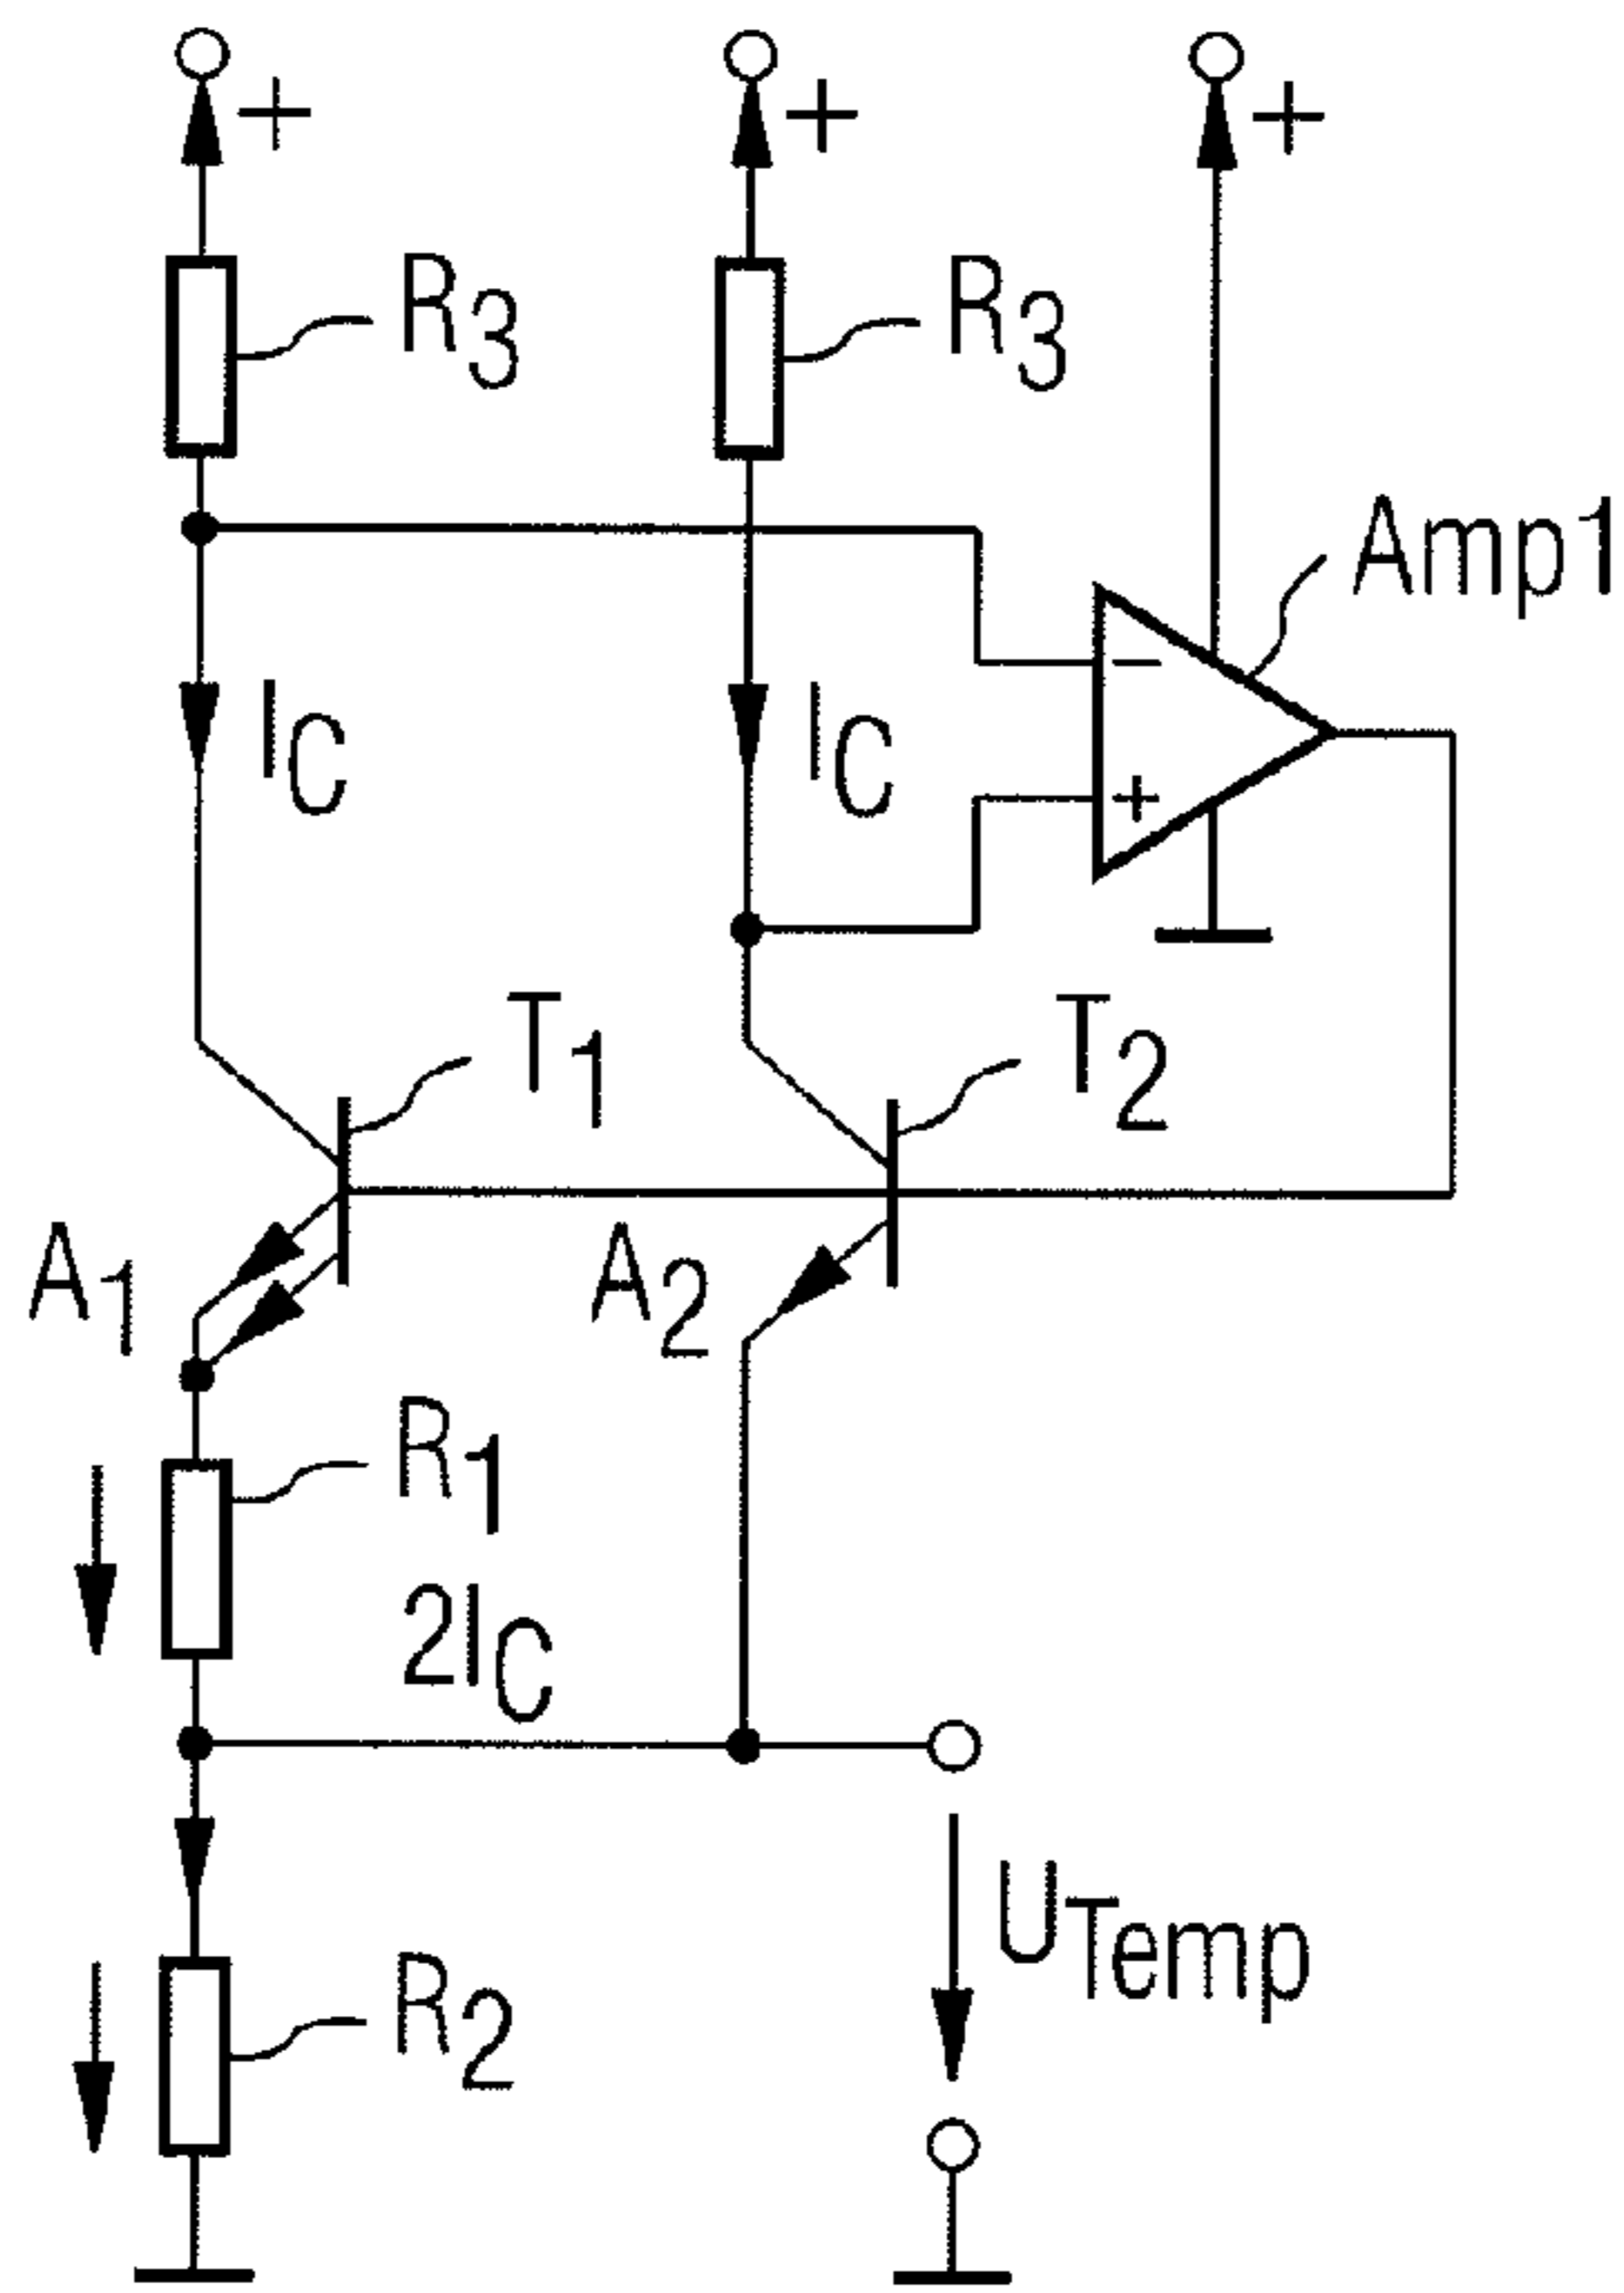 + + +
R3 R3
Amp1
IC IC
−
+
T1 T2
A1 A2
R1
2IC
UTemp
R2